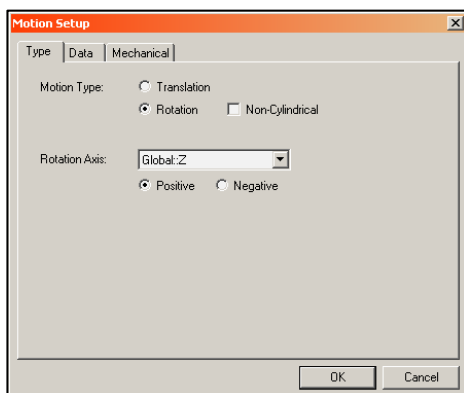 Motion Setup
Type Data Mechanical
Motion Type: Translation
Rotation Non-Cylindrical
Rotation Axis: Global::Z
Positive Negative
OK Cancel